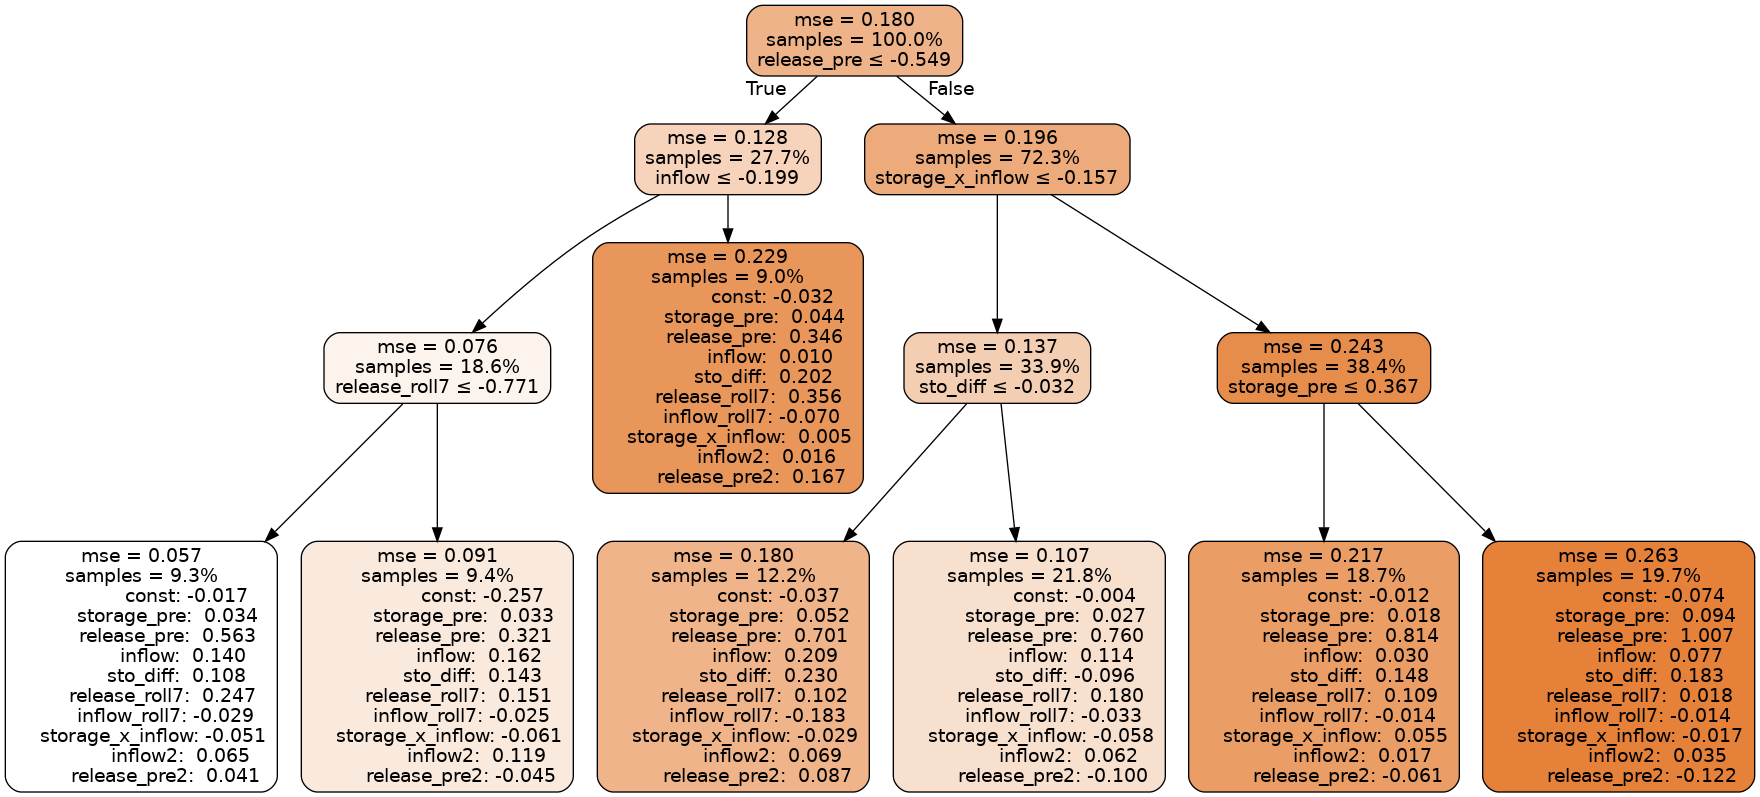 mse = 0.180
samples = 100.0%
release_pre ≤ -0.549
True
False
mse = 0.128
samples = 27.7%
inflow ≤ -0.199
mse = 0.196
samples = 72.3%
storage_x_inflow ≤ -0.157
mse = 0.229
samples = 9.0%
const: -0.032
storage_pre:  0.044
release_pre:  0.346
inflow:  0.010
sto_diff:  0.202
release_roll7:  0.356
inflow_roll7: -0.070
storage_x_inflow:  0.005
inflow2:  0.016
release_pre2:  0.167
mse = 0.076
samples = 18.6%
release_roll7 ≤ -0.771
mse = 0.137
samples = 33.9%
sto_diff ≤ -0.032
mse = 0.243
samples = 38.4%
storage_pre ≤ 0.367
mse = 0.057
samples = 9.3%
const: -0.017
storage_pre:  0.034
release_pre:  0.563
inflow:  0.140
sto_diff:  0.108
release_roll7:  0.247
inflow_roll7: -0.029
storage_x_inflow: -0.051
inflow2:  0.065
release_pre2:  0.041
mse = 0.091
samples = 9.4%
const: -0.257
storage_pre:  0.033
release_pre:  0.321
inflow:  0.162
sto_diff:  0.143
release_roll7:  0.151
inflow_roll7: -0.025
storage_x_inflow: -0.061
inflow2:  0.119
release_pre2: -0.045
mse = 0.180
samples = 12.2%
const: -0.037
storage_pre:  0.052
release_pre:  0.701
inflow:  0.209
sto_diff:  0.230
release_roll7:  0.102
inflow_roll7: -0.183
storage_x_inflow: -0.029
inflow2:  0.069
release_pre2:  0.087
mse = 0.107
samples = 21.8%
const: -0.004
storage_pre:  0.027
release_pre:  0.760
inflow:  0.114
sto_diff: -0.096
release_roll7:  0.180
inflow_roll7: -0.033
storage_x_inflow: -0.058
inflow2:  0.062
release_pre2: -0.100
mse = 0.217
samples = 18.7%
const: -0.012
storage_pre:  0.018
release_pre:  0.814
inflow:  0.030
sto_diff:  0.148
release_roll7:  0.109
inflow_roll7: -0.014
storage_x_inflow:  0.055
inflow2:  0.017
release_pre2: -0.061
mse = 0.263
samples = 19.7%
const: -0.074
storage_pre:  0.094
release_pre:  1.007
inflow:  0.077
sto_diff:  0.183
release_roll7:  0.018
inflow_roll7: -0.014
storage_x_inflow: -0.017
inflow2:  0.035
release_pre2: -0.122